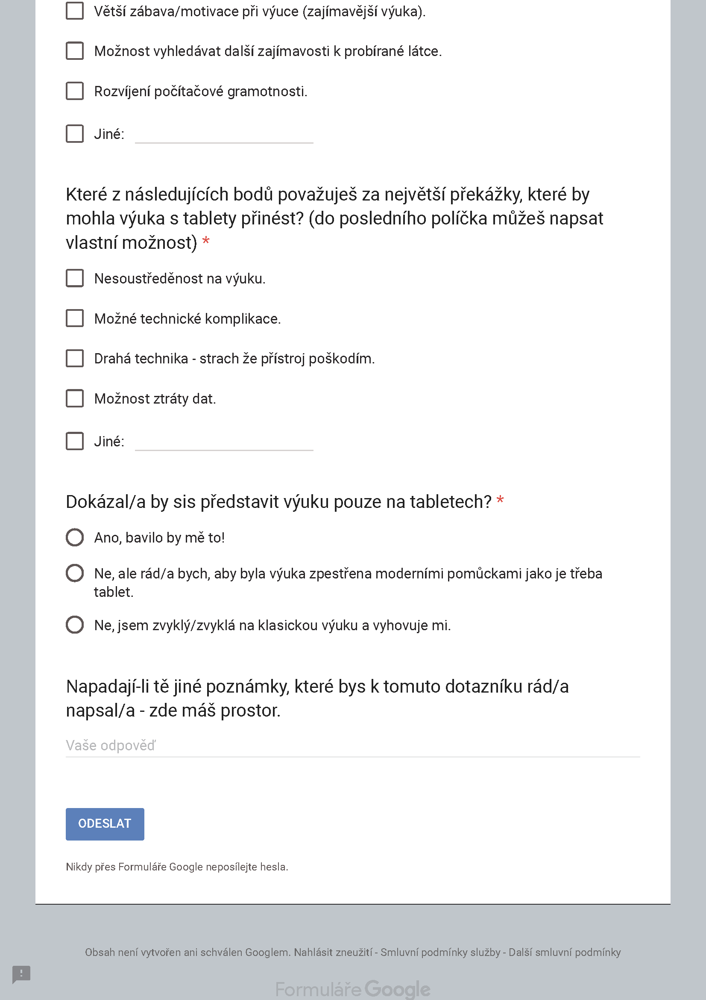 Větší zábava/motivace při výuce (zajímavější výuka).
Možnost vyhledávat další zajímavosti k probírané látce.
Rozvíjení počítačové gramotnosti.
Jiné:
Které z následujících bodů považuješ za největší překážky, které by
mohla výuka s tablety přinést? (do posledního políčka můžeš napsat
vlastní možnost) *
Nesoustředěnost na výuku.
Možné technické komplikace.
Drahá technika - strach že přístroj poškodím.
Možnost ztráty dat.
Jiné:
Dokázal/a by sis představit výuku pouze na tabletech? *
Ano, bavilo by mě to!
Ne, ale rád/a bych, aby byla výuka zpestřena moderními pomůckami jako je třeba
tablet.
Ne, jsem zvyklý/zvyklá na klasickou výuku a vyhovuje mi.
Napadají-li tě jiné poznámky, které bys k tomuto dotazníku rád/a
napsal/a - zde máš prostor.
Vaše odpověď
ODESLAT
Nikdy přes Formuláře Google neposílejte hesla.
Obsah není vytvořen ani schválen Googlem. Nahlásit zneužití - Smluvní podmínky služby - Další smluvní podmínky
Formuláře Google